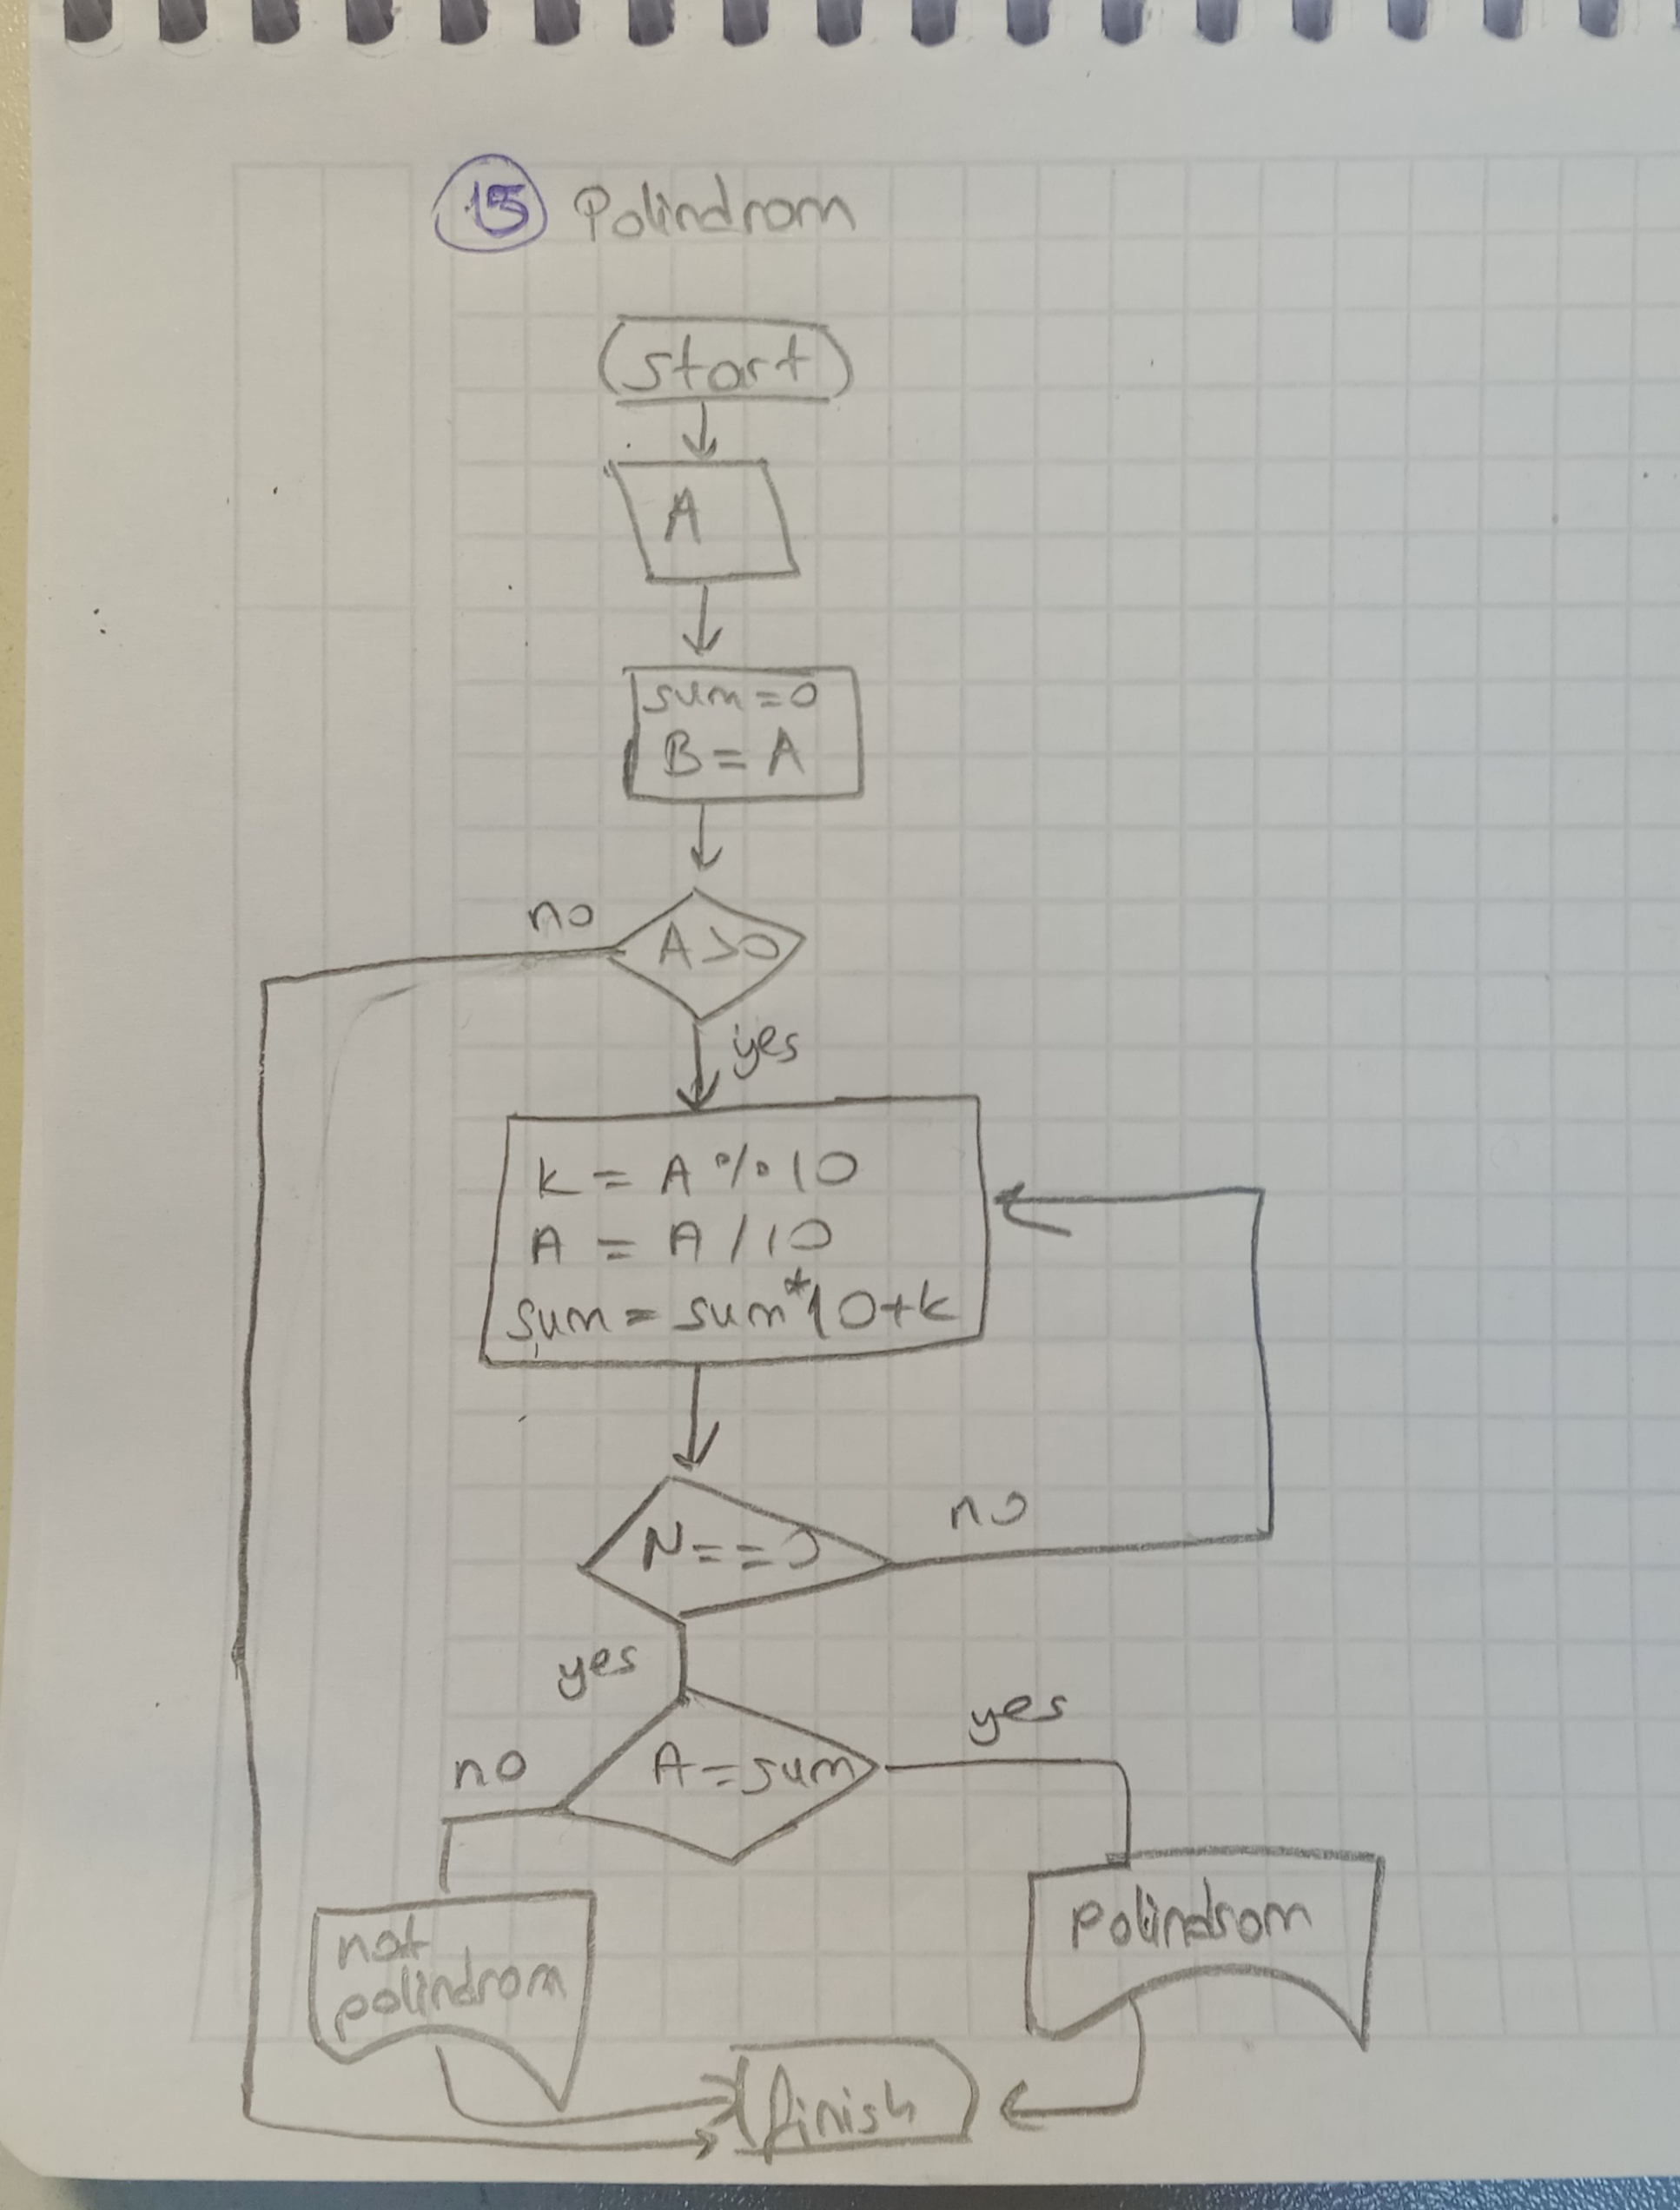 15 Polindrom
start
A
sum=0
B = A
no
A>0
yes
k = A % 10
A = A / 10
sum = sum*10+k
N==0
no
yes
A=sum
yes
no
not
polindrom
polindrom
finish